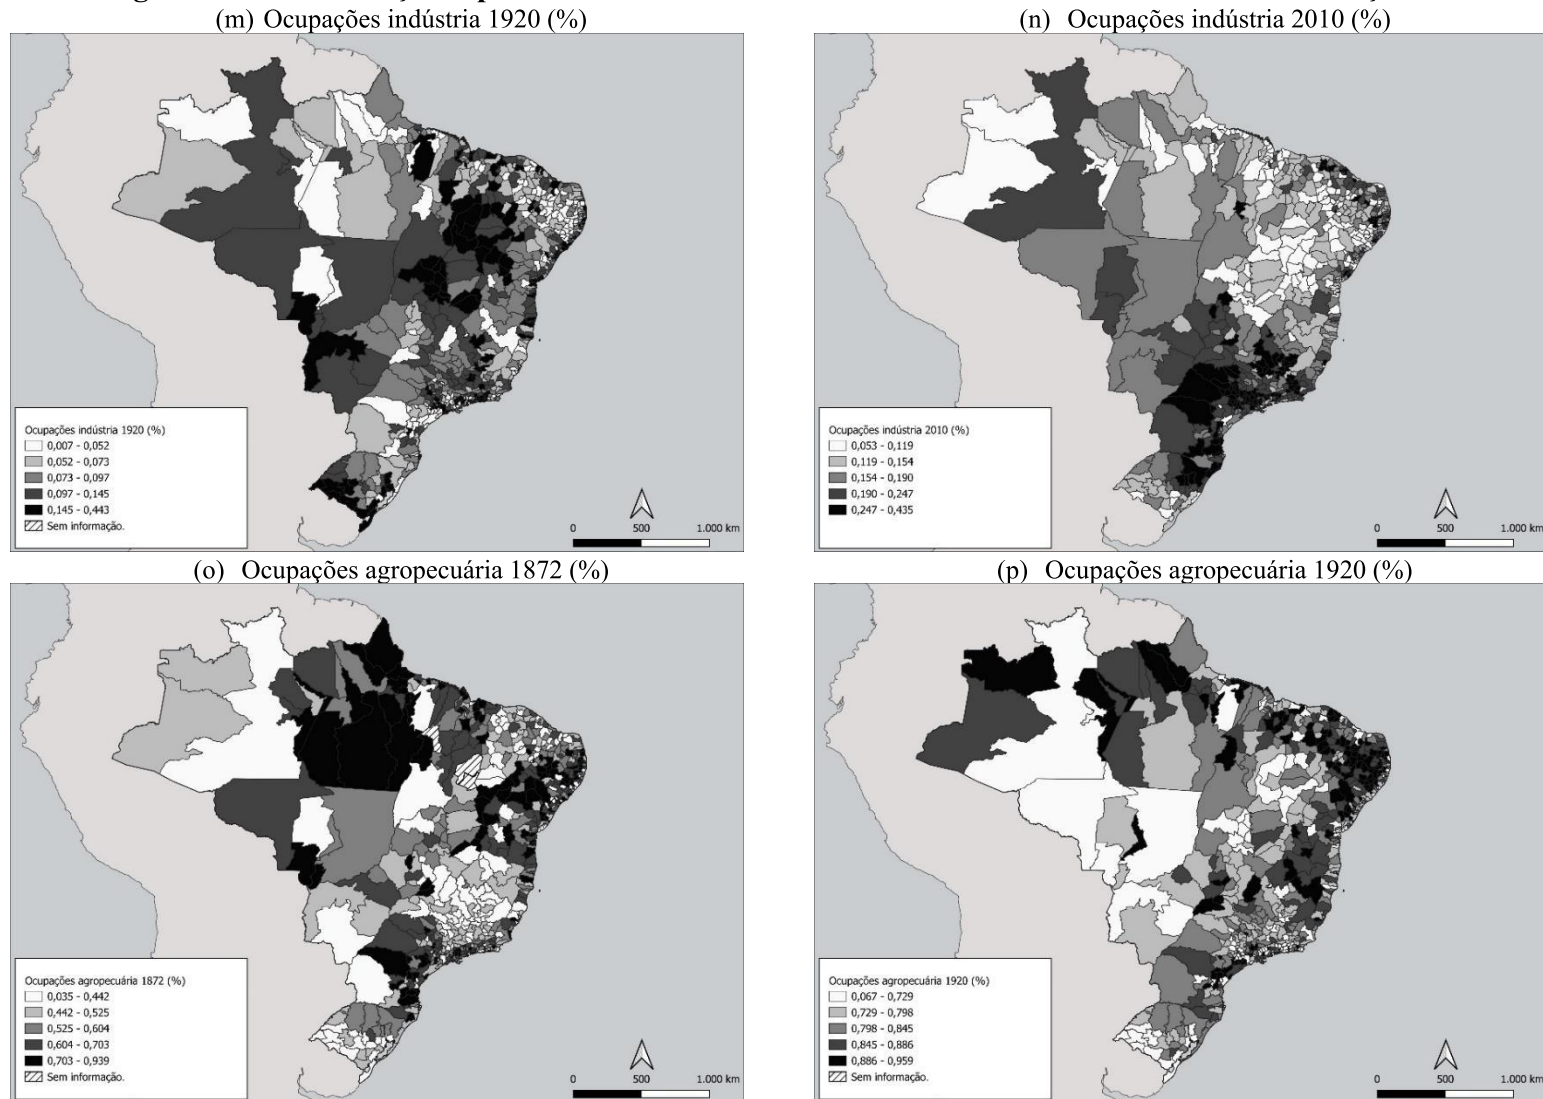 (m) Ocupações indústria 1920 (%)
(n) Ocupações indústria 2010 (%)
Ocupações indústria 1920 (%)
0,007 - 0,052
0,052 - 0,073
0,073 - 0,097
0,097 - 0,145
0,145 - 0,443
Sem informação.
0 500 1.000 km
Ocupações indústria 2010 (%)
0,053 - 0,119
0,119 - 0,154
0,154 - 0,190
0,190 - 0,247
0,247 - 0,435
0 500 1.000 km
(o) Ocupações agropecuária 1872 (%)
(p) Ocupações agropecuária 1920 (%)
Ocupações agropecuária 1872 (%)
0,035 - 0,442
0,442 - 0,525
0,525 - 0,604
0,604 - 0,703
0,703 - 0,939
Sem informação.
0 500 1.000 km
Ocupações agropecuária 1920 (%)
0,067 - 0,729
0,729 - 0,798
0,798 - 0,845
0,845 - 0,886
0,886 - 0,959
Sem informação.
0 500 1.000 km